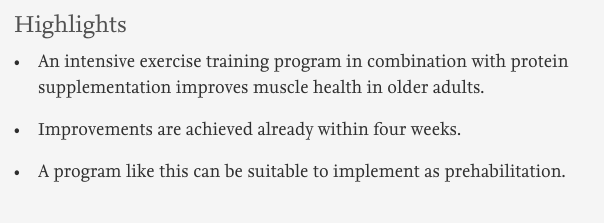 Highlights
• An intensive exercise training program in combination with protein
supplementation improves muscle health in older adults.
• Improvements are achieved already within four weeks.
• A program like this can be suitable to implement as prehabilitation.